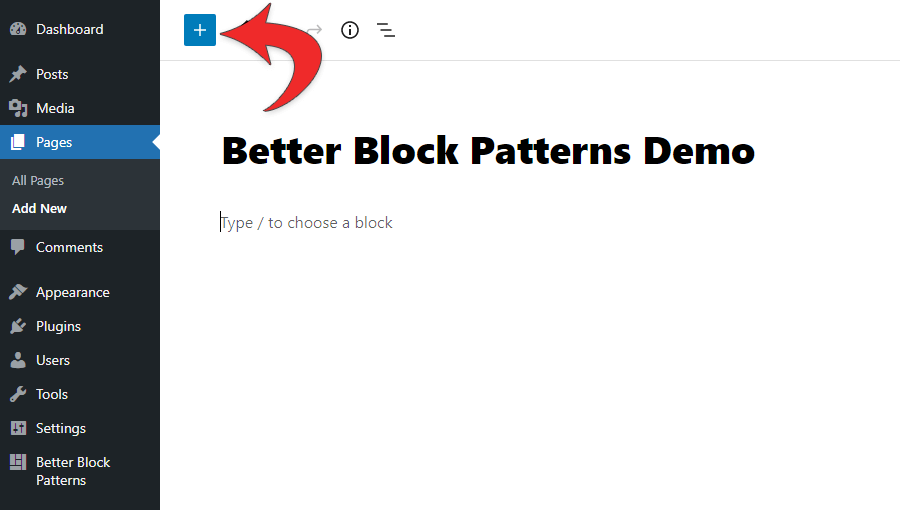 Dashboard
Posts
Media
Pages
All Pages
Add New
Comments
Appearance
Plugins
Users
Tools
Settings
Better Block
Patterns
Better Block Patterns Demo
Type / to choose a block